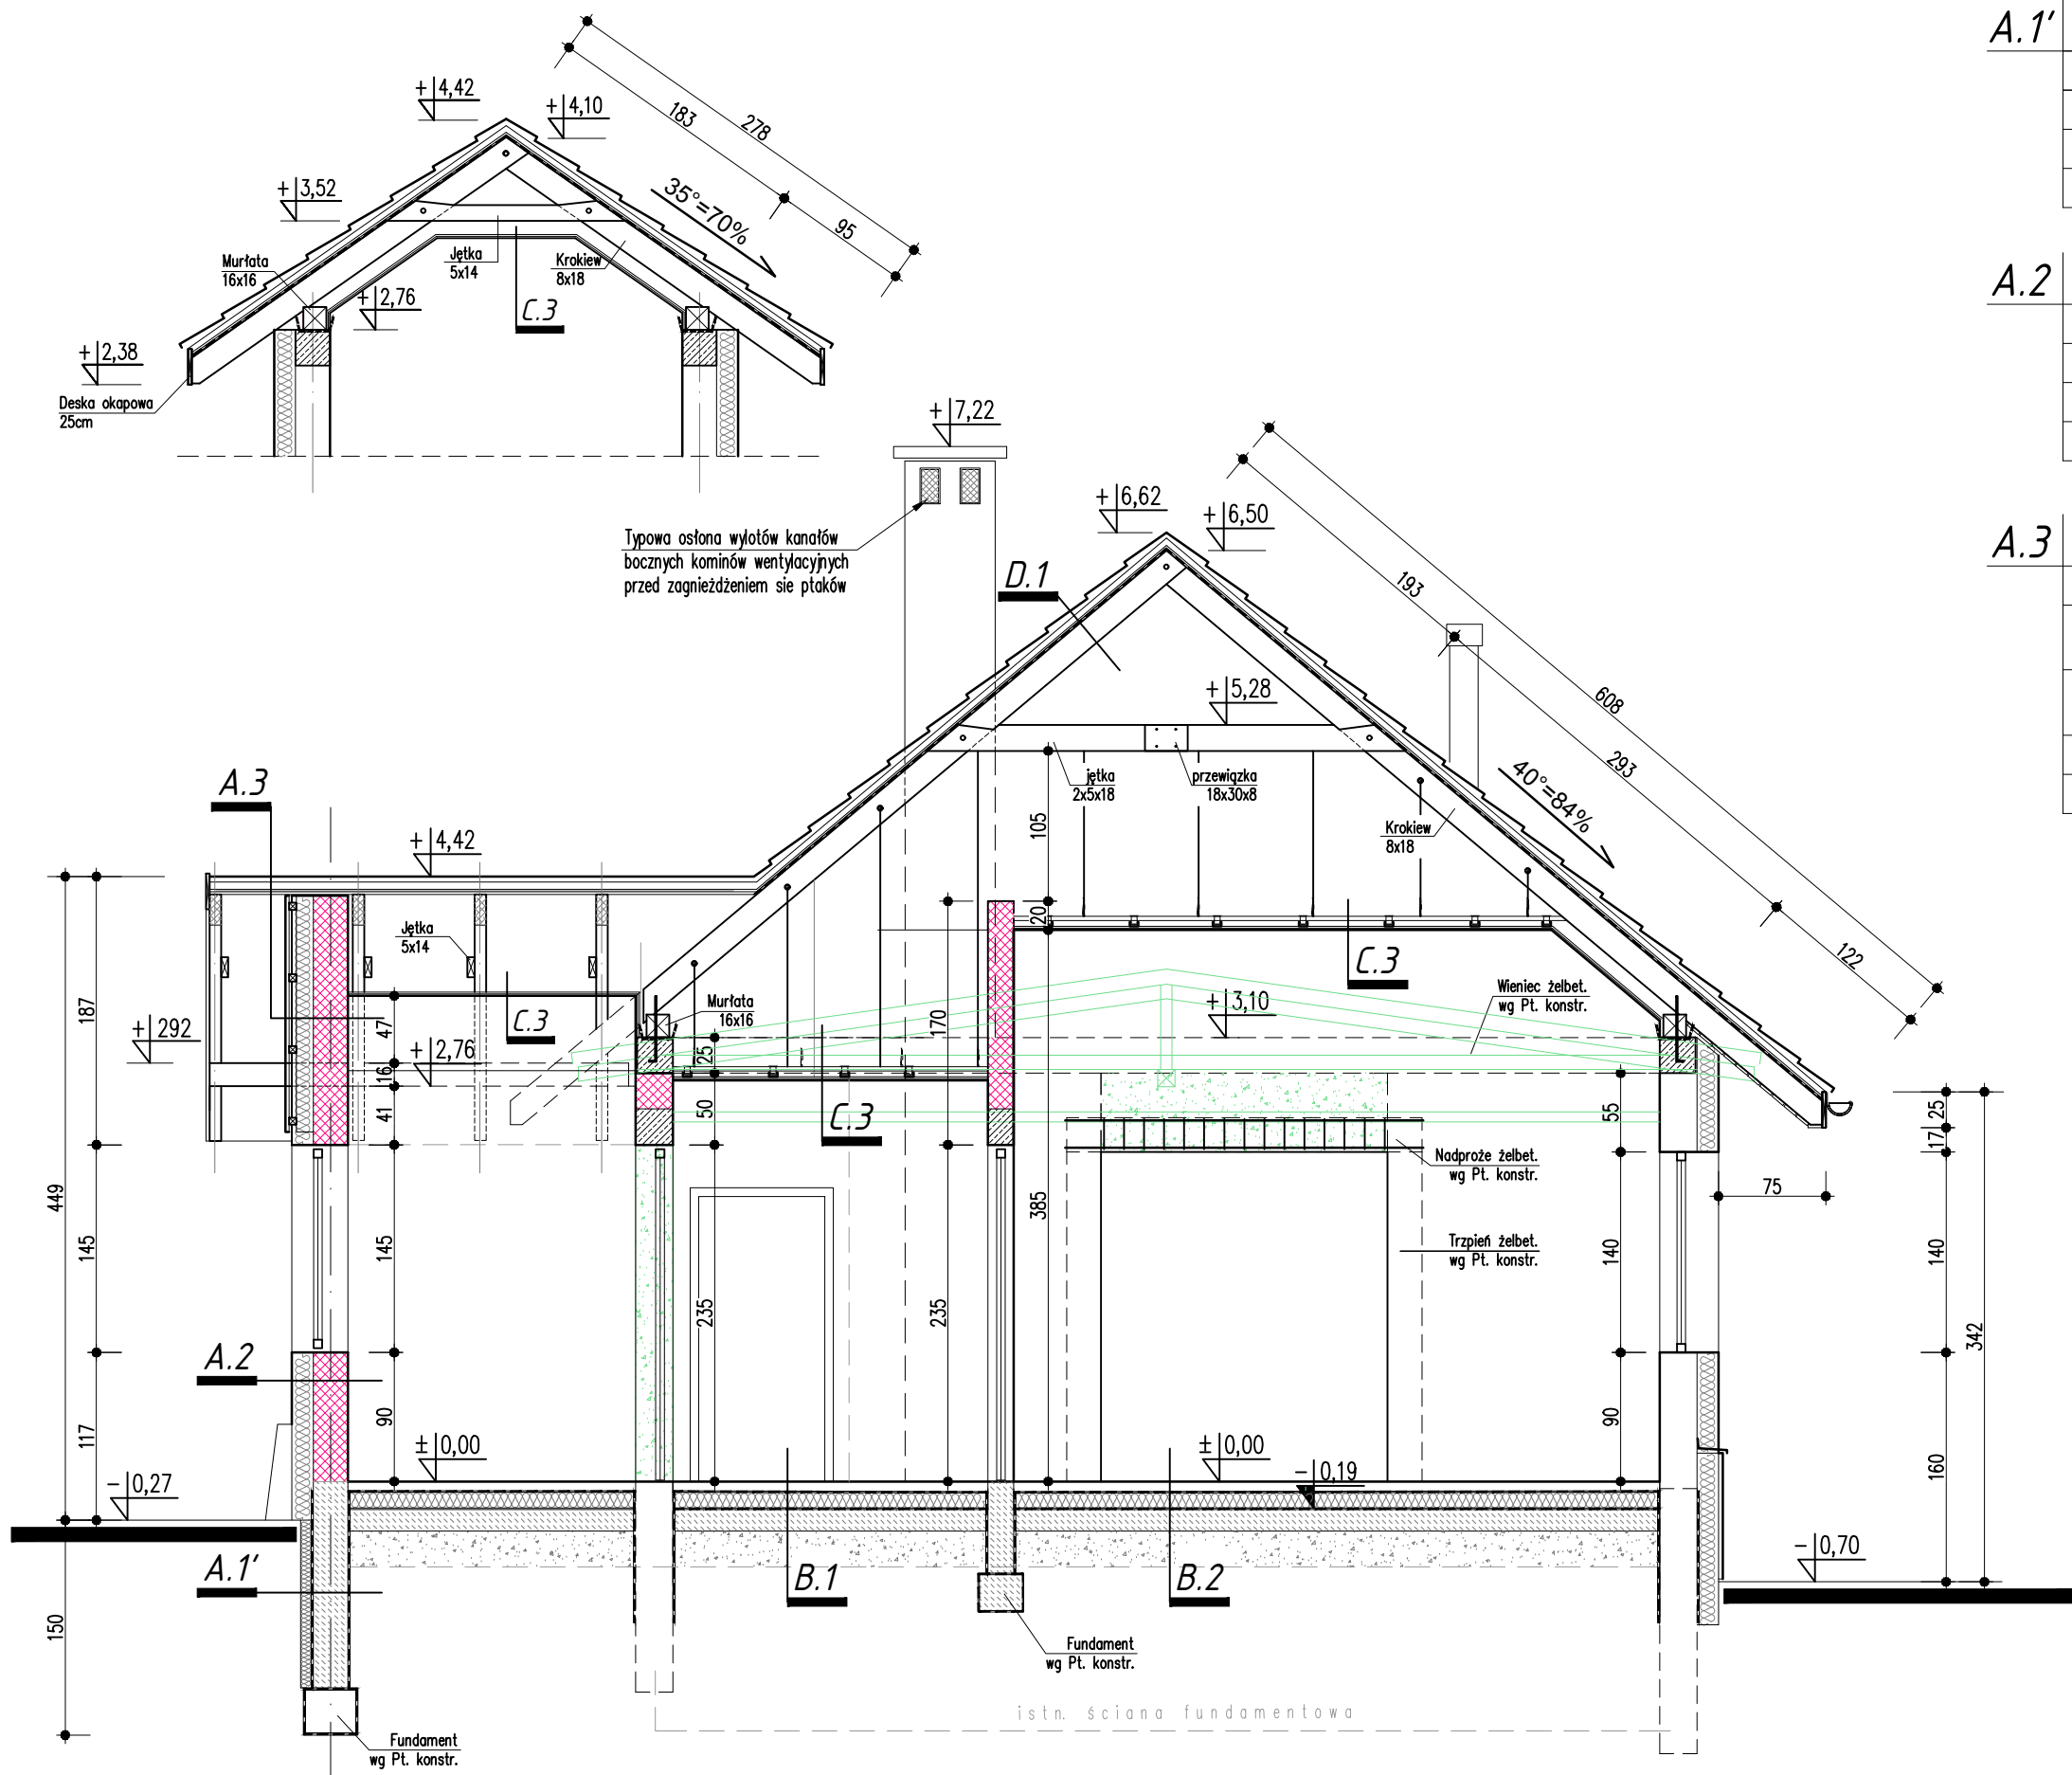 A.1'
+4,42
+4,10
183
278
+3,52
35°=70%
95
Murłata
16x16
Jętka
5x14
Krokiew
8x18
+2,76
C.3
A.2
+2,38
Deska okapowa
25cm
+7,22
+6,62
+6,50
Typowa osłona wylotów kanałów
bocznych kominów wentylacyjnych
przed zagnieżdżeniem sie ptaków
A.3
D.1
193
608
+5,28
293
A.3
jętka
2x5x18
przewiązka
18x30x8
40°=84%
105
Krokiew
8x18
+4,42
Jętka
5x14
20
122
C.3
187
Murłata
16x16
+3,10
Wieniec żelbet.
wg Pt. konstr.
47
C.3
170
+292
25
+2,76
16
41
50
C.3
55
25
17
Nadproże żelbet.
wg Pt. konstr.
75
449
385
145
145
Trzpień żelbet.
wg Pt. konstr.
140
140
235
235
342
A.2
117
90
90
±0,00
±0,00
-0,19
160
-0,27
-0,70
A.1'
B.1
B.2
150
Fundament
wg Pt. konstr.
istn. ściana fundamentowa
Fundament
wg Pt. konstr.